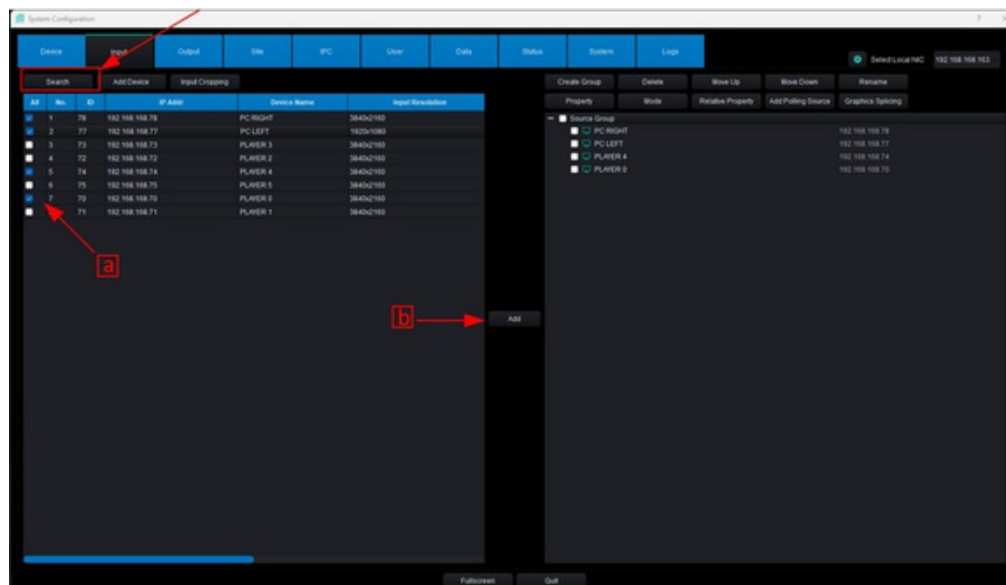 System Configuration
Device Input Output Site IPC User Data Status System Logs
Select Local NIC 192.168.168.163
Search Add Device Input Cropping
Create Group Delete Move Up Move Down Rename
All No. ID IP Addr Device Name Input Resolution
Property Mode Relative Property Add Polling Source Graphics Splicing
1 78 192.168.168.78 PC RIGHT 3840x2160
2 77 192.168.168.77 PC LEFT 1920x1080
3 73 192.168.168.73 PLAYER 3 3840x2160
4 72 192.168.168.72 PLAYER 2 3840x2160
5 74 192.168.168.74 PLAYER 4 3840x2160
6 75 192.168.168.75 PLAYER 5 3840x2160
7 70 192.168.168.70 PLAYER 0 3840x2160
71 192.168.168.71 PLAYER 1 3840x2160
Source Group
PC RIGHT 192.168.168.78
PC LEFT 192.168.168.77
PLAYER 4 192.168.168.74
PLAYER 0 192.168.168.70
a
b
Add
Fullscreen Quit